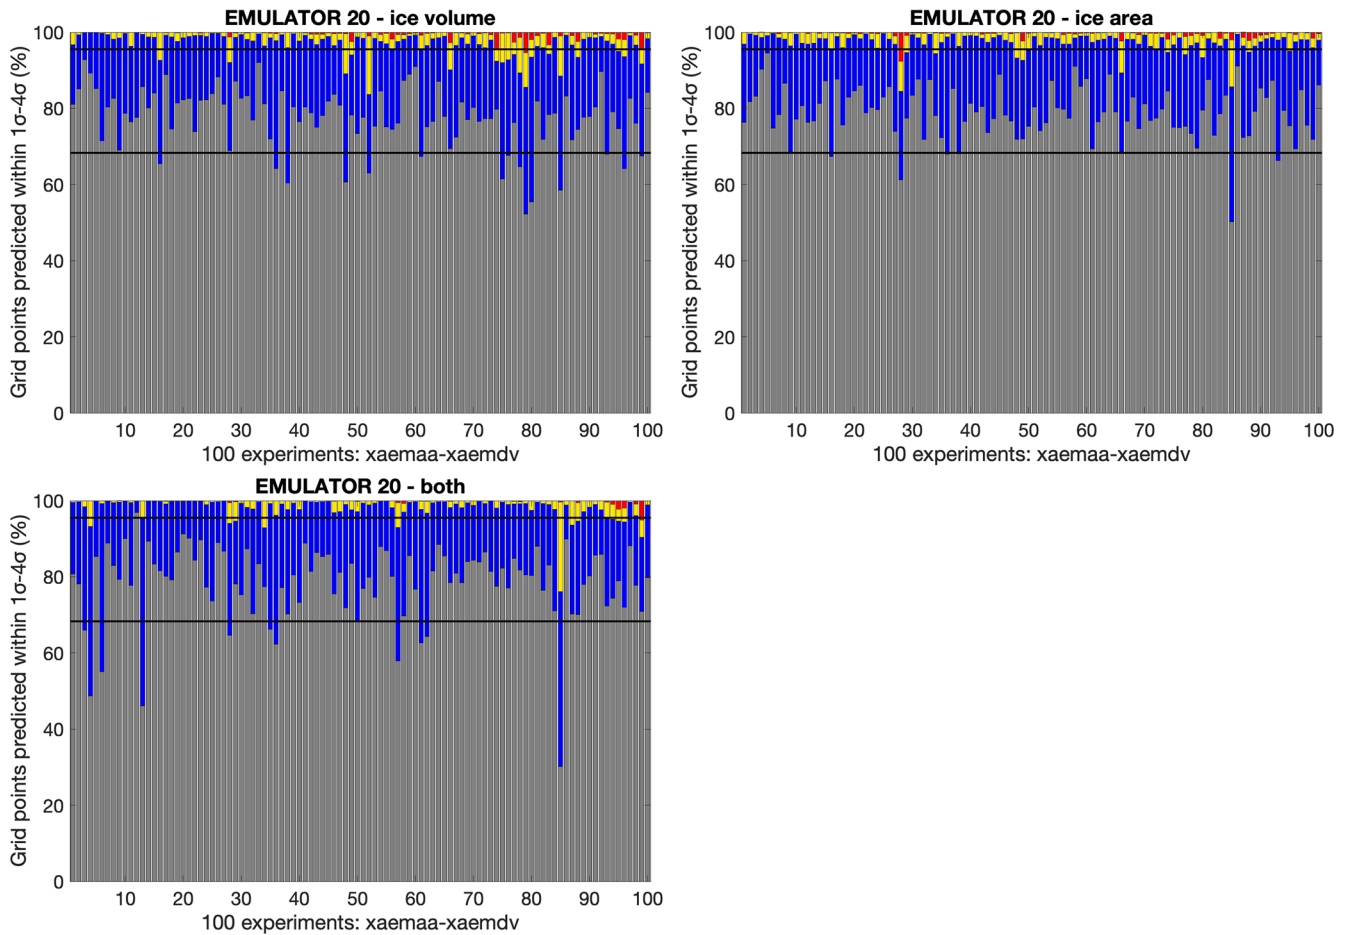 EMULATOR 20 - ice volume
Grid points predicted within 1σ-4σ (%)
100
80
60
40
20
0
10 20 30 40 50 60 70 80 90 100
100 experiments: xaemaa-xaemdv
EMULATOR 20 - ice area
Grid points predicted within 1σ-4σ (%)
100
80
60
40
20
0
10 20 30 40 50 60 70 80 90 100
100 experiments: xaemaa-xaemdv
EMULATOR 20 - both
Grid points predicted within 1σ-4σ (%)
100
80
60
40
20
0
10 20 30 40 50 60 70 80 90 100
100 experiments: xaemaa-xaemdv